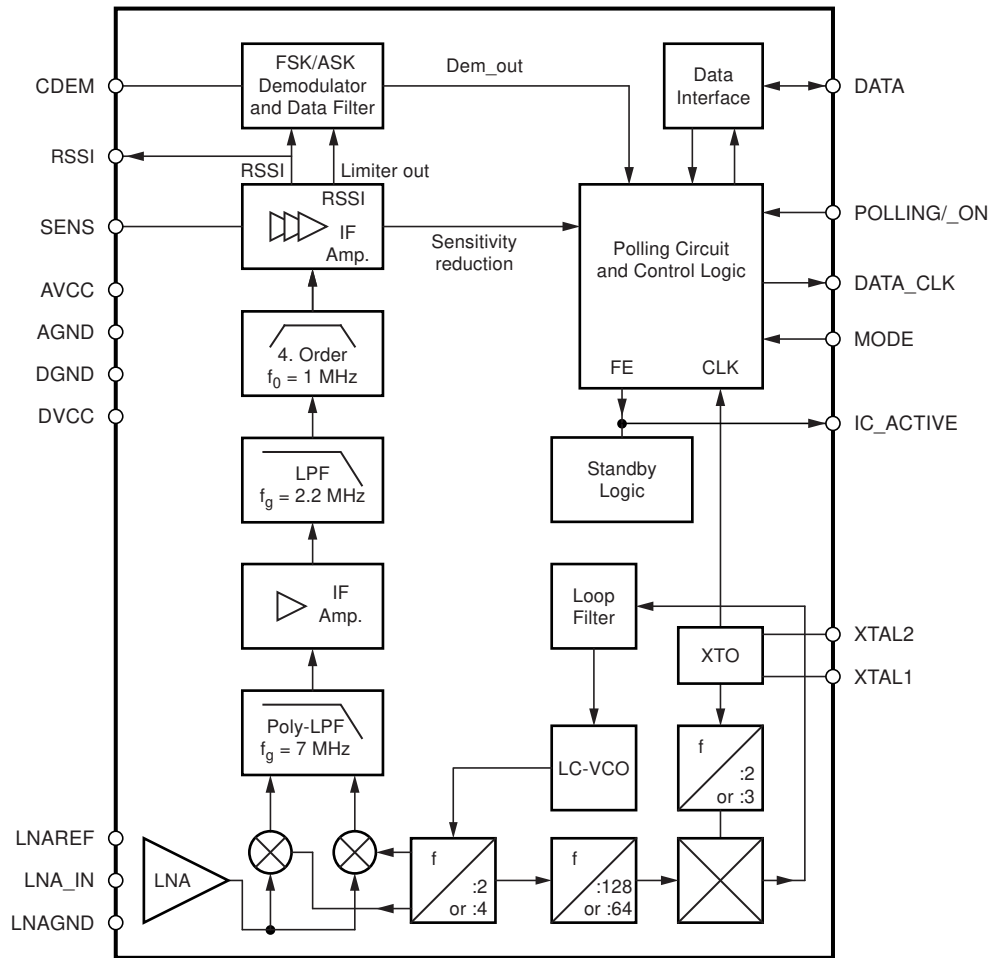 CDEM
RSSI
SENS
AVCC
AGND
DGND
DVCC
LNAREF
LNA_IN
LNAGND
FSK/ASK
Demodulator
and Data Filter
Dem_out
RSSI
Limiter out
RSSI
IF
Amp.
Sensitivity
reduction
4. Order
f0 = 1 MHz
LPF
fg = 2.2 MHz
IF
Amp.
Poly-LPF
fg = 7 MHz
LNA
Data
Interface
Polling Circuit
and Control Logic
FE
CLK
Standby
Logic
Loop
Filter
XTO
LC-VCO
f
:2
or :3
f
:2
or :4
f
:128
or :64
DATA
POLLING/_ON
DATA_CLK
MODE
IC_ACTIVE
XTAL2
XTAL1